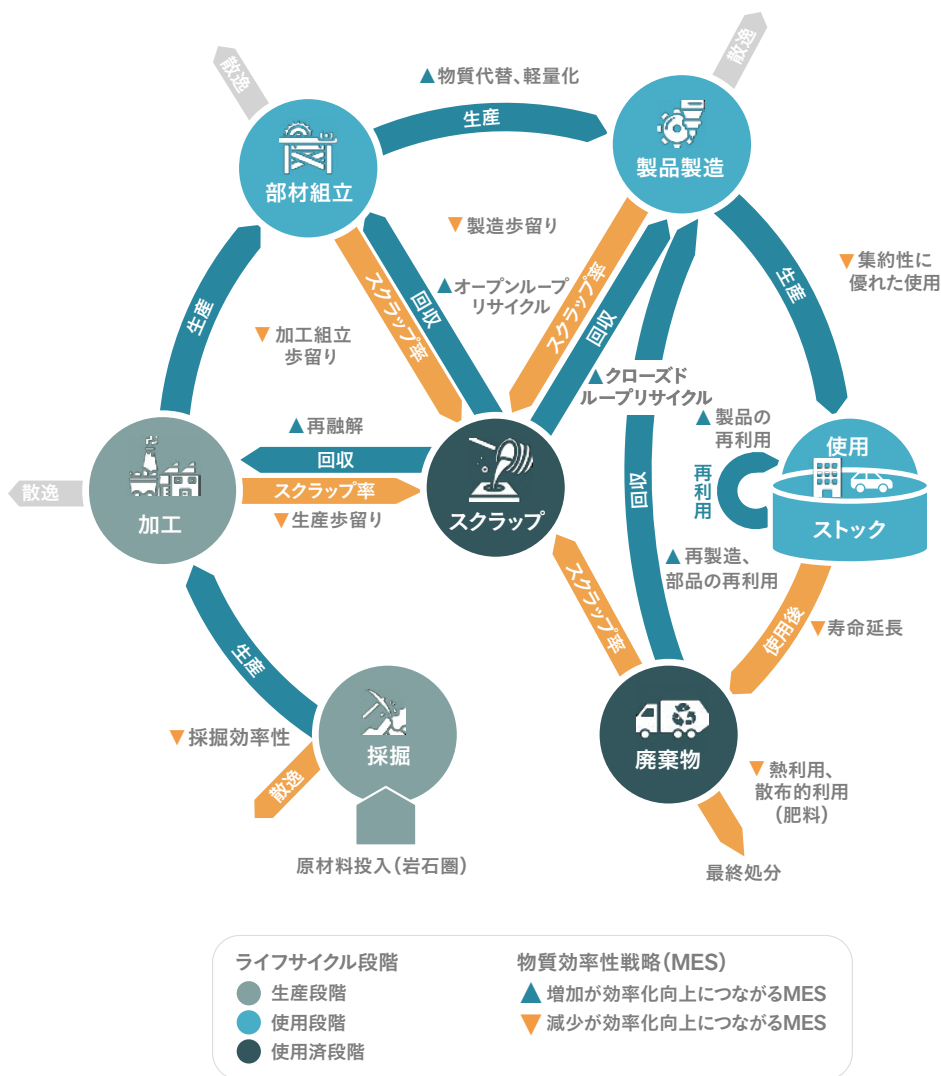 散逸
散逸
▲物質代替、軽量化
生産
部材組立
製品製造
▼製造歩留り
▼集約性に
優れた使用
生産
生産
スクラップ率
回収
▲オープンループ
リサイクル
スクラップ率
回収
▼加工組立
歩留り
▲クローズド
ループリサイクル
▲製品の
再利用
▲再融解
回収
使用
再利用
散逸
スクラップ率
加工
▼生産歩留り
スクラップ
回収
ストック
▲再製造、
部品の再利用
スクラップ率
使用後
▼寿命延長
生産
▼採掘効率性
採掘
廃棄物
散逸
▼熱利用、
散布的利用
(肥料)
原材料投入(岩石圏)
最終処分
ライフサイクル段階
生産段階
使用段階
使用済段階
物質効率性戦略(MES)
▲増加が効率化向上につながるMES
▼減少が効率化向上につながるMES